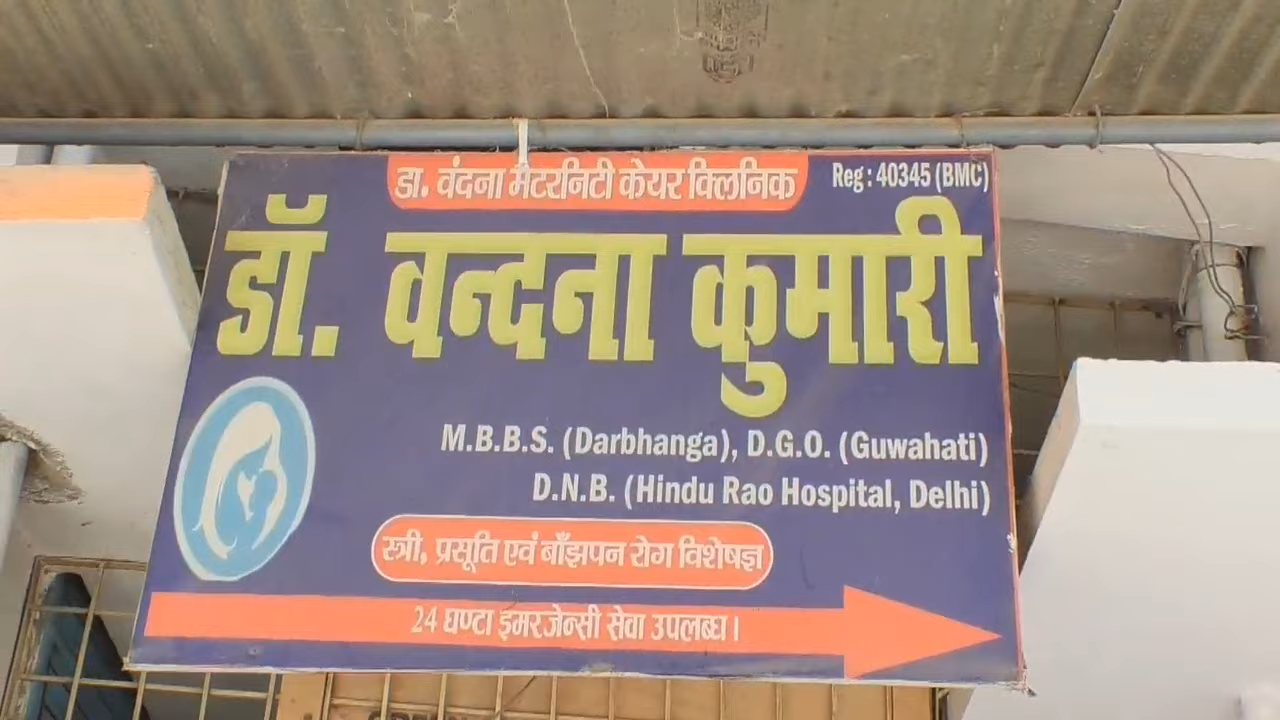 डा. वंदना मेटरनिटी केयर क्लिनिक
Reg : 40345 (BMC)
डॉ. वन्दना कुमारी
M.B.B.S. (Darbhanga), D.G.O. (Guwahati)
D.N.B. (Hindu Rao Hospital, Delhi)
स्त्री, प्रसूति एवं बाँझपन रोग विशेषज्ञ
24 घण्टा इमरजेन्सी सेवा उपलब्ध।